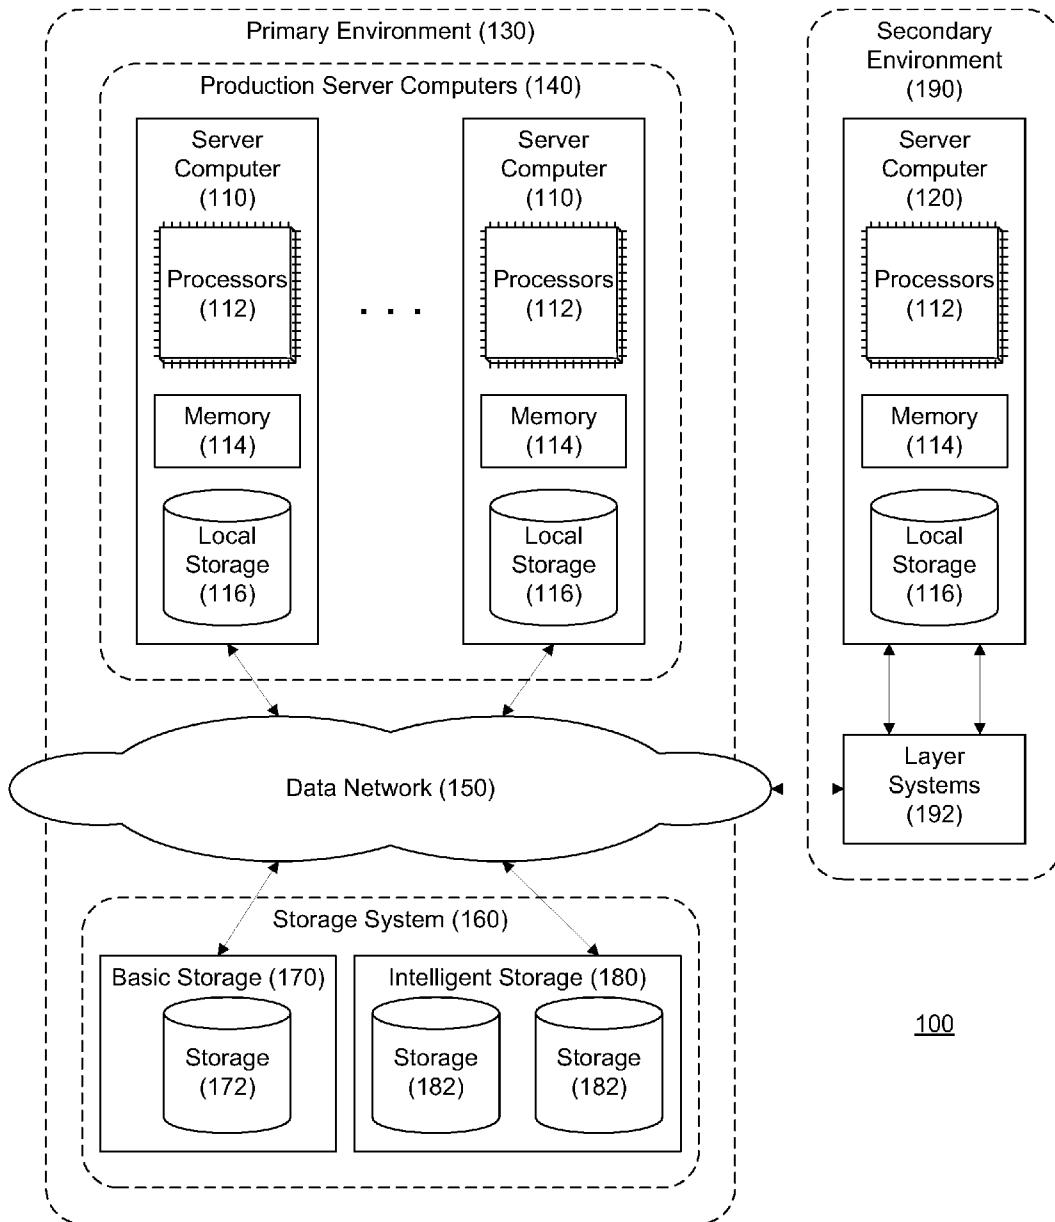 Primary Environment (130)
Production Server Computers (140)
Server
Computer
(110)
Processors
(112)
Memory
(114)
Local
Storage
(116)
. . .
Server
Computer
(110)
Processors
(112)
Memory
(114)
Local
Storage
(116)
Data Network (150)
Storage System (160)
Basic Storage (170)
Storage
(172)
Intelligent Storage (180)
Storage
(182)
Storage
(182)
Secondary
Environment
(190)
Server
Computer
(120)
Processors
(112)
Memory
(114)
Local
Storage
(116)
Layer
Systems
(192)
100